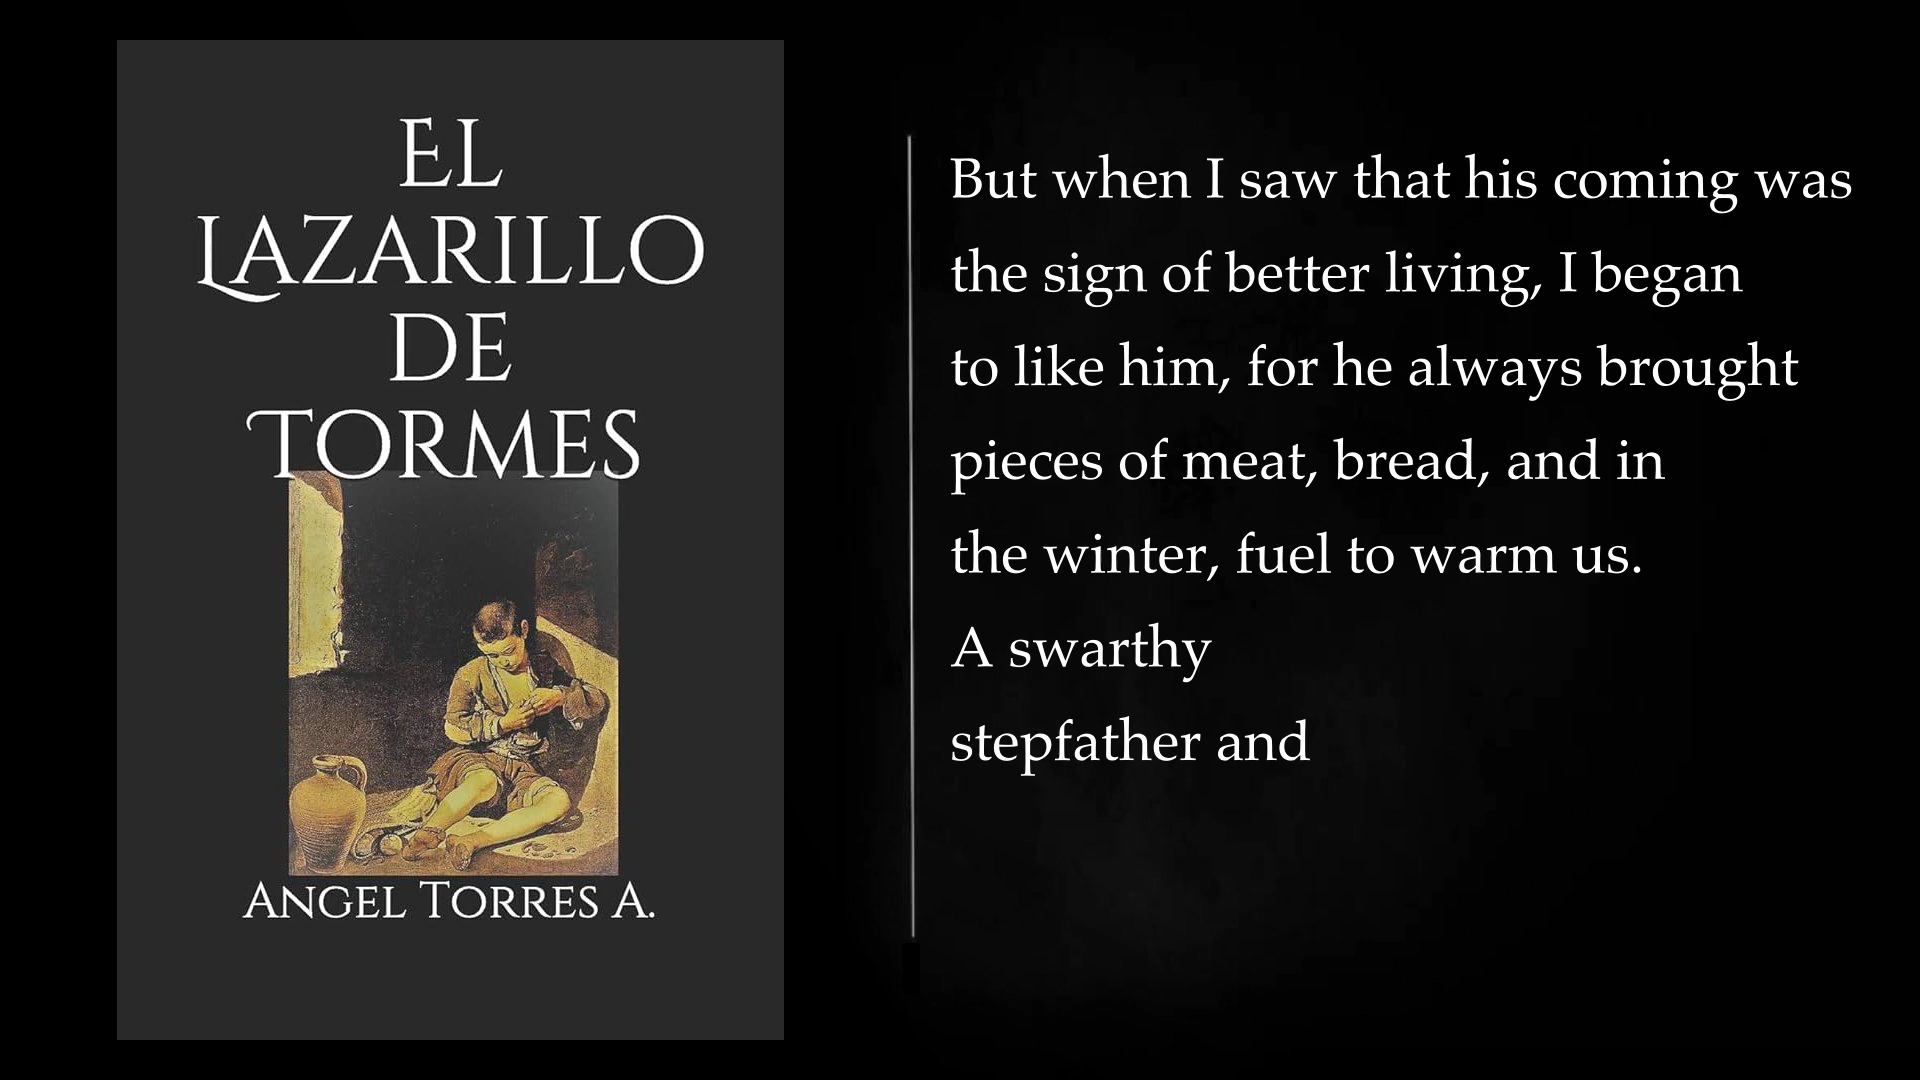 El
Lazarillo
de
Tormes
Angel Torres A.
But when I saw that his coming was
the sign of better living, I began
to like him, for he always brought
pieces of meat, bread, and in
the winter, fuel to warm us.
A swarthy
stepfather and